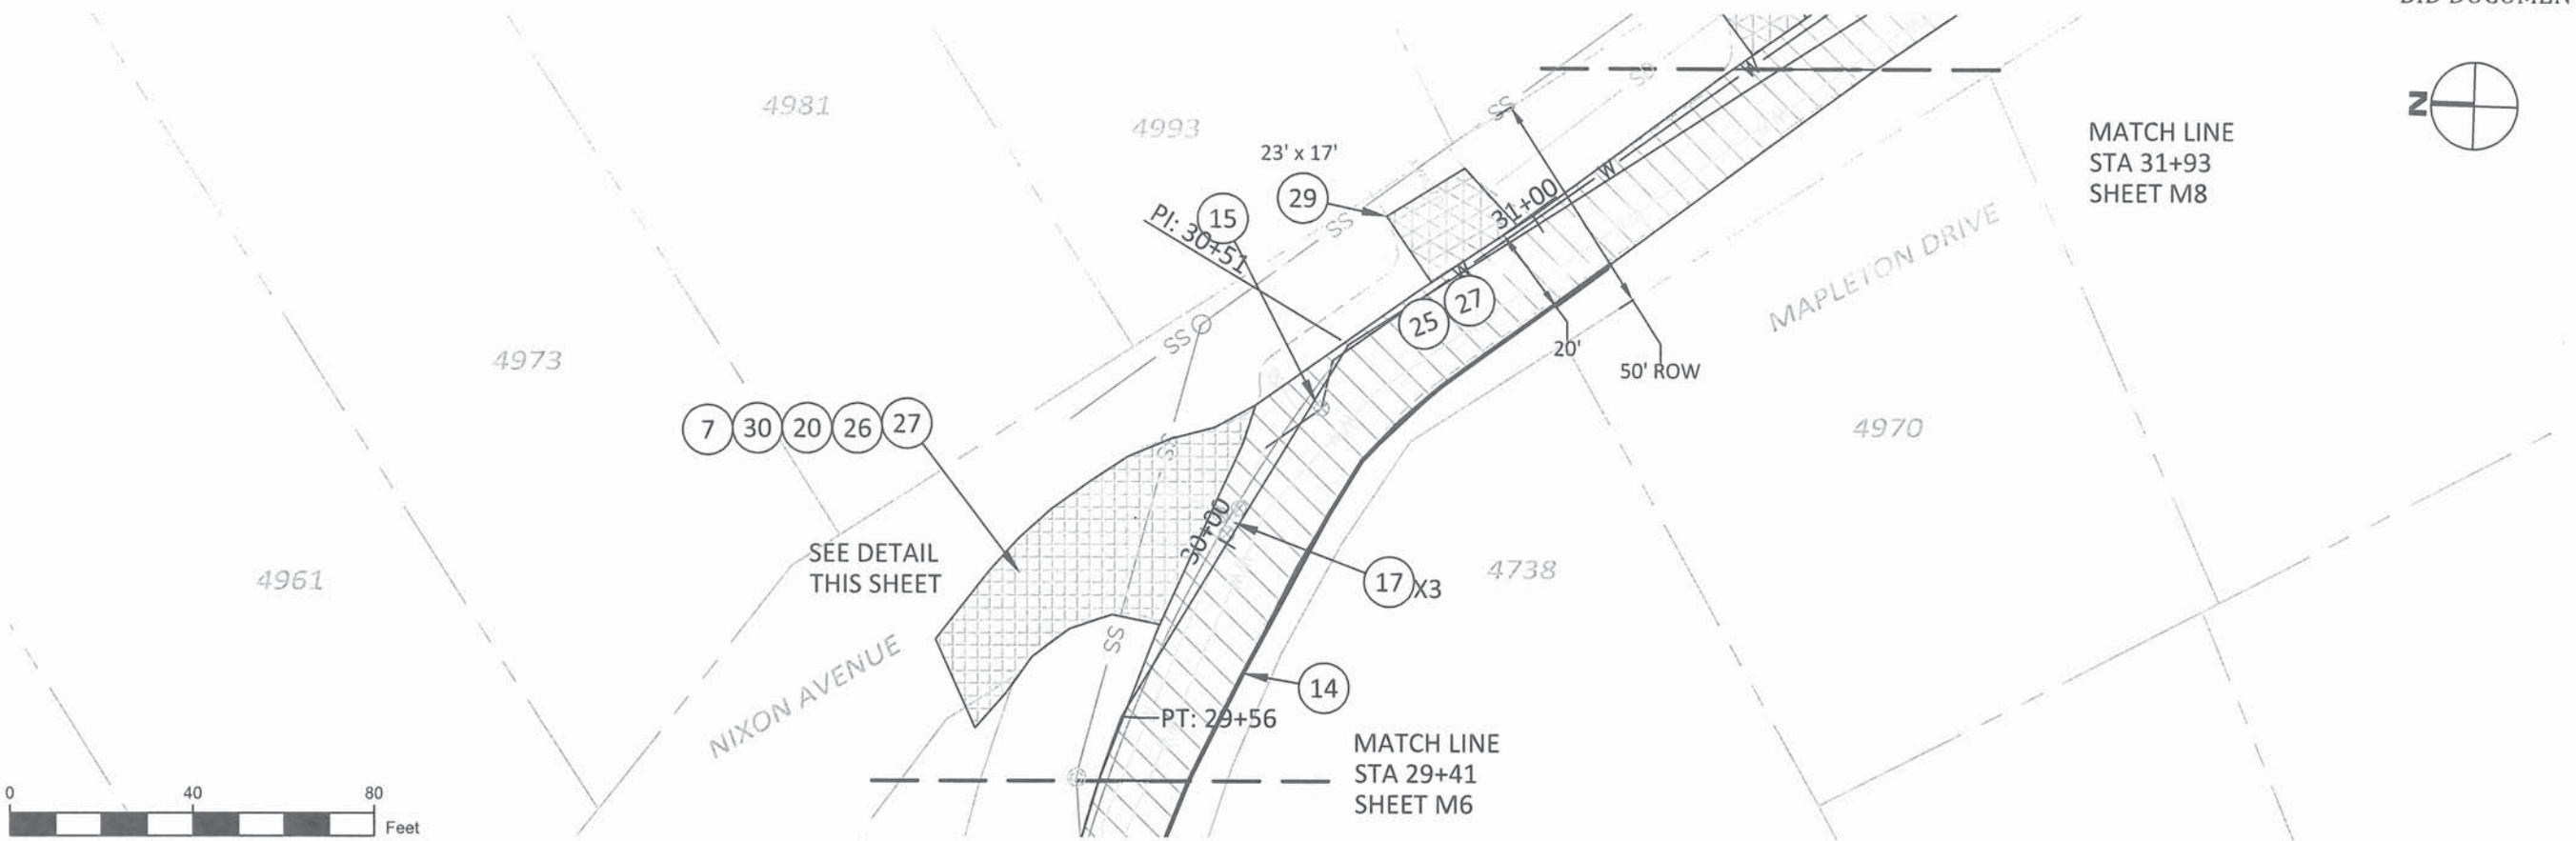 4981
4993
23' x 17'
29
15
PI: 30+51
SS
SS
SD
W
W
W
31+00
N
MATCH LINE
STA 31+93
SHEET M8
MAPLETON DRIVE
25
27
20'
50' ROW
4973
SS
4970
7
30
20
26
27
SS
30+00
SEE DETAIL
THIS SHEET
4961
4738
17
X3
SS
NIXON AVENUE
14
PT: 29+56
MATCH LINE
STA 29+41
SHEET M6
0
40
80
Feet